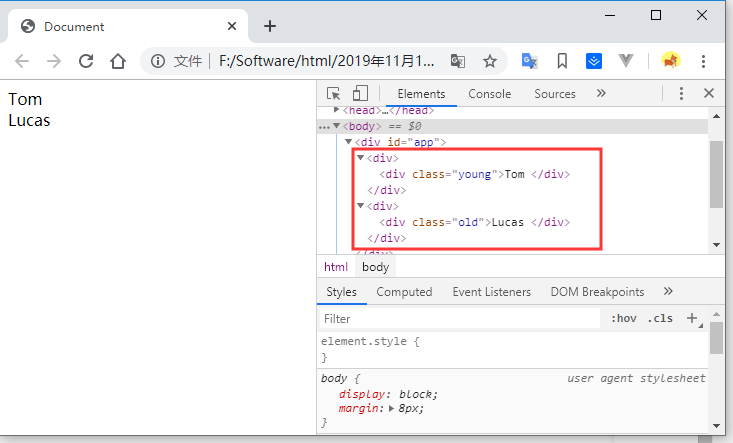 Document
文件 F:/Software/html/2019年11月1...
Tom
Lucas
Elements Console Sources
<head>…</head>
<body> == $0
<div id="app">
<div>
<div class="young">Tom </div>
</div>
<div>
<div class="old">Lucas </div>
</div>
</div>
html body
Styles Computed Event Listeners DOM Breakpoints
Filter :hov .cls
element.style {
}
body { user agent stylesheet
display: block;
margin: 8px;
}